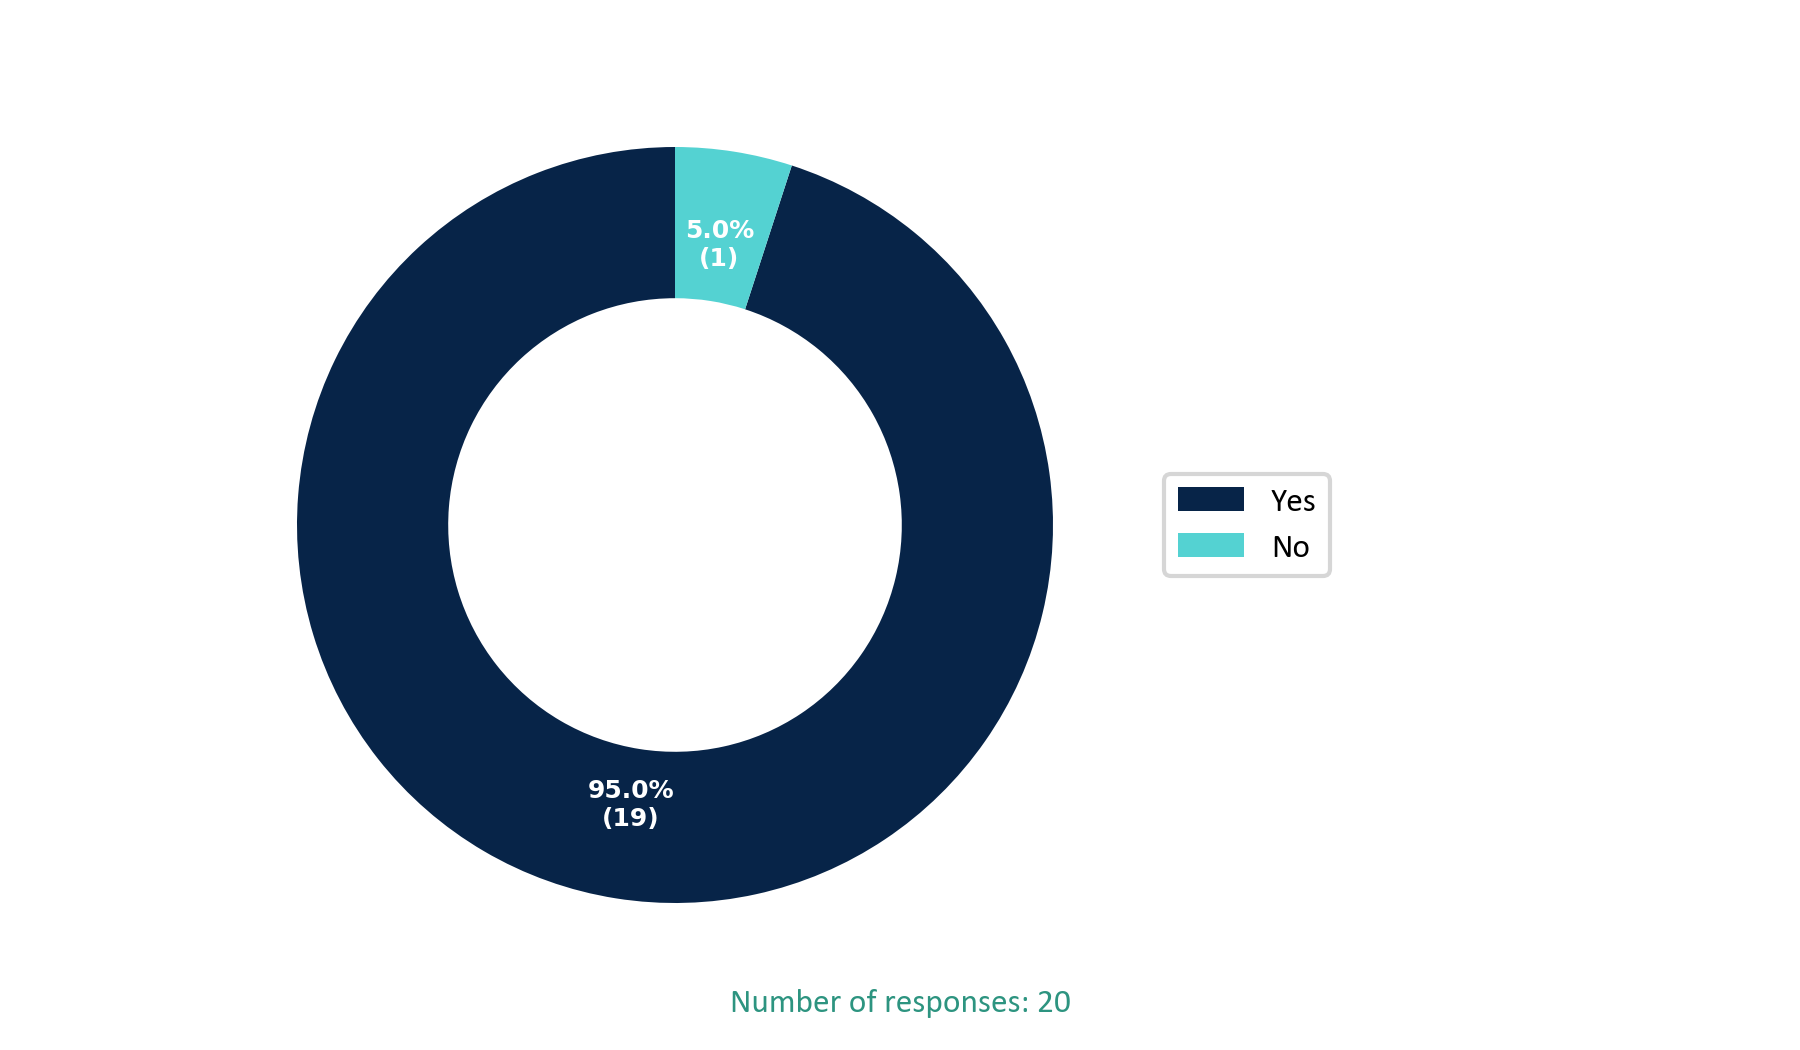 5.0%
(1)
Yes
No
95.0%
(19)
Number of responses: 20